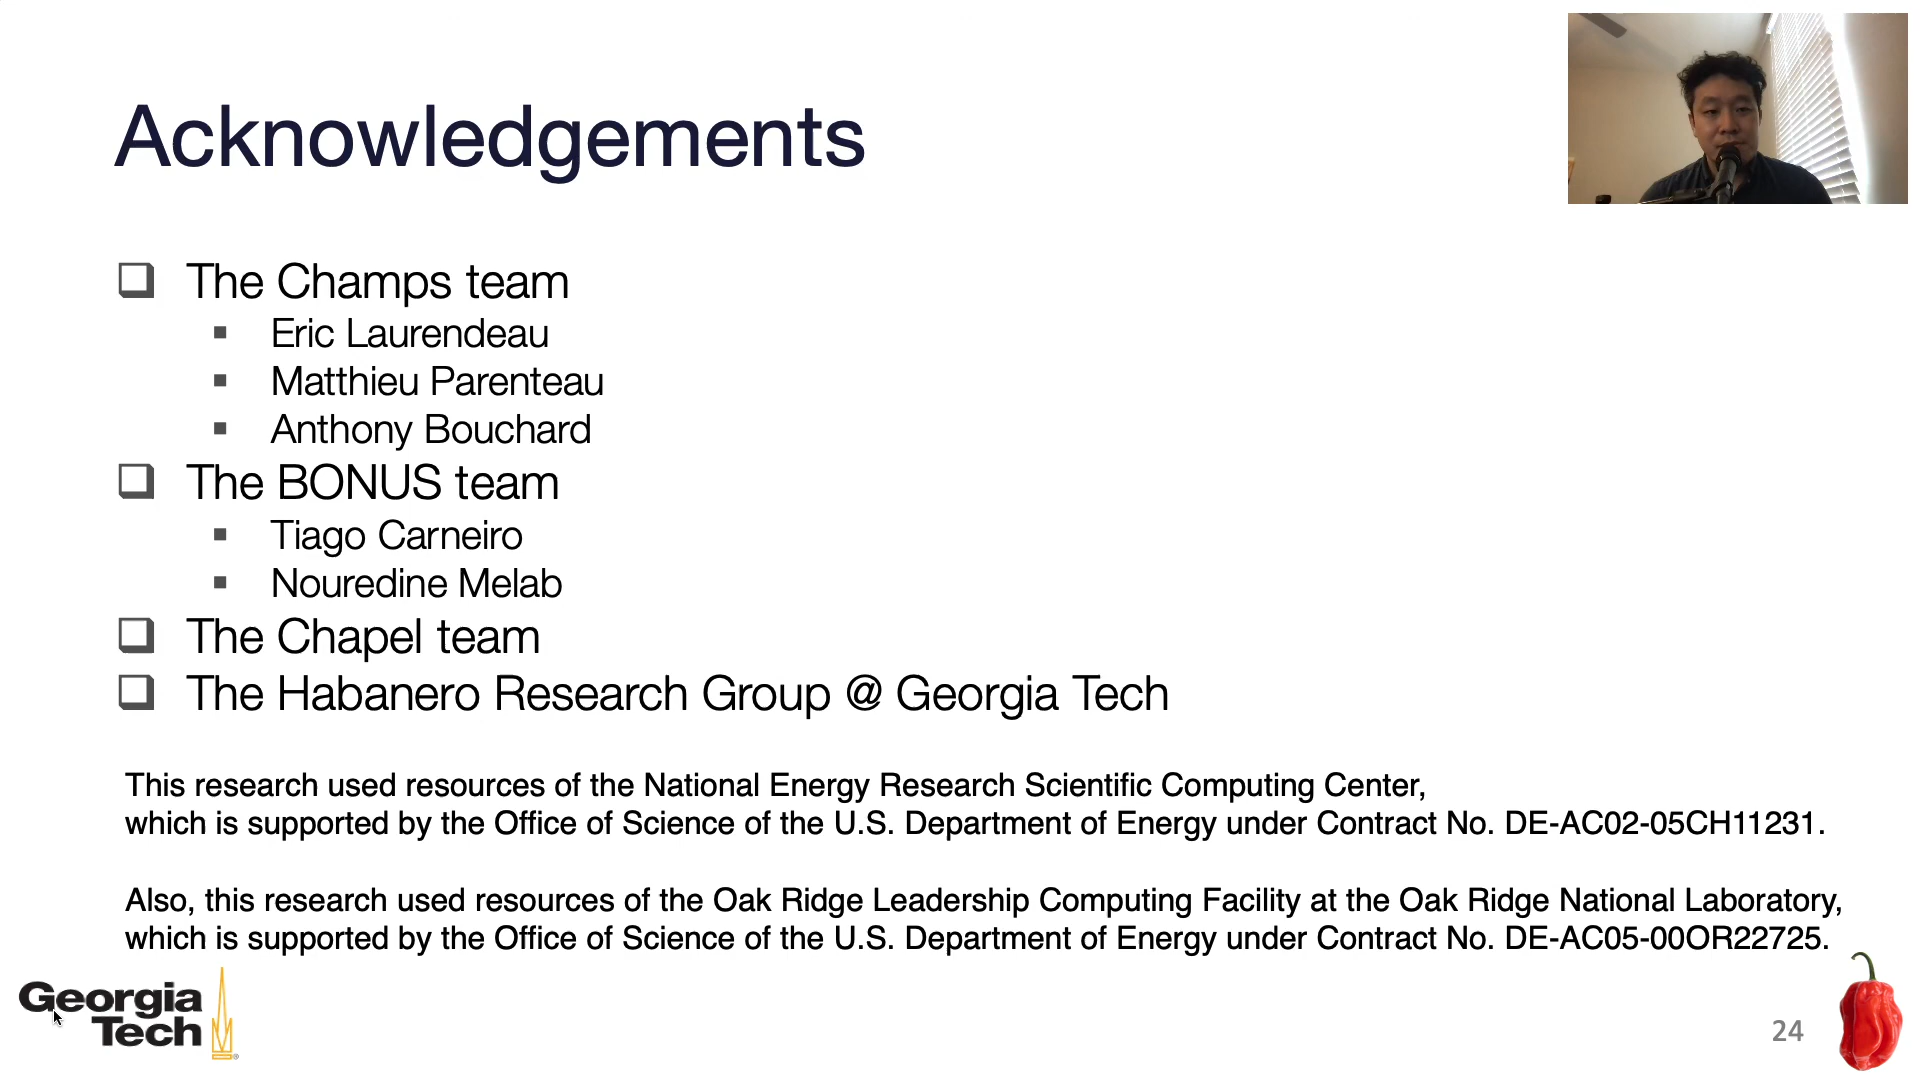 Acknowledgements
The Champs team
Eric Laurendeau
Matthieu Parenteau
Anthony Bouchard
The BONUS team
Tiago Carneiro
Nouredine Melab
The Chapel team
The Habanero Research Group @ Georgia Tech
This research used resources of the National Energy Research Scientific Computing Center,
which is supported by the Office of Science of the U.S. Department of Energy under Contract No. DE-AC02-05CH11231.
Also, this research used resources of the Oak Ridge Leadership Computing Facility at the Oak Ridge National Laboratory,
which is supported by the Office of Science of the U.S. Department of Energy under Contract No. DE-AC05-00OR22725.
Georgia
Tech
24